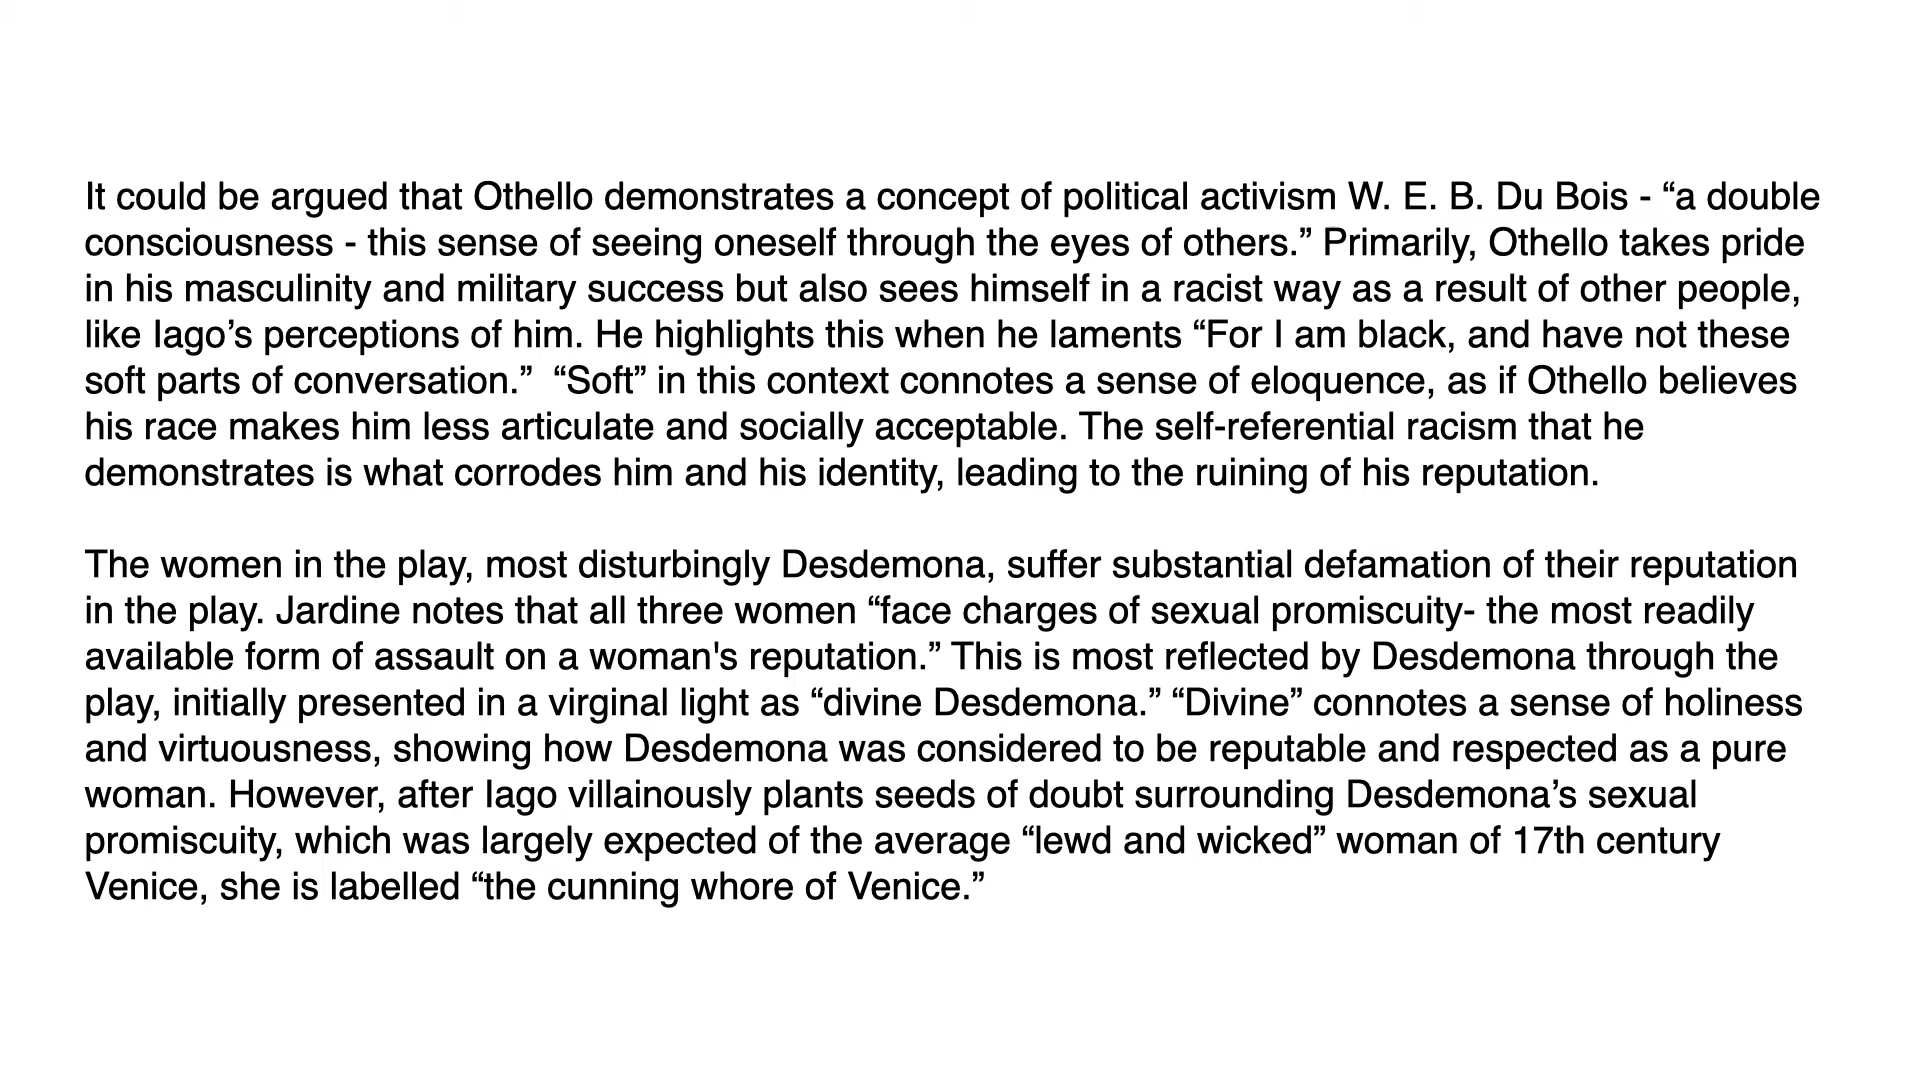 It could be argued that Othello demonstrates a concept of political activism W. E. B. Du Bois - “a double
consciousness - this sense of seeing oneself through the eyes of others.” Primarily, Othello takes pride
in his masculinity and military success but also sees himself in a racist way as a result of other people,
like Iago’s perceptions of him. He highlights this when he laments “For I am black, and have not these
soft parts of conversation.”  “Soft” in this context connotes a sense of eloquence, as if Othello believes
his race makes him less articulate and socially acceptable. The self-referential racism that he
demonstrates is what corrodes him and his identity, leading to the ruining of his reputation.
The women in the play, most disturbingly Desdemona, suffer substantial defamation of their reputation
in the play. Jardine notes that all three women “face charges of sexual promiscuity- the most readily
available form of assault on a woman's reputation.” This is most reflected by Desdemona through the
play, initially presented in a virginal light as “divine Desdemona.” “Divine” connotes a sense of holiness
and virtuousness, showing how Desdemona was considered to be reputable and respected as a pure
woman. However, after Iago villainously plants seeds of doubt surrounding Desdemona’s sexual
promiscuity, which was largely expected of the average “lewd and wicked” woman of 17th century
Venice, she is labelled “the cunning whore of Venice.”